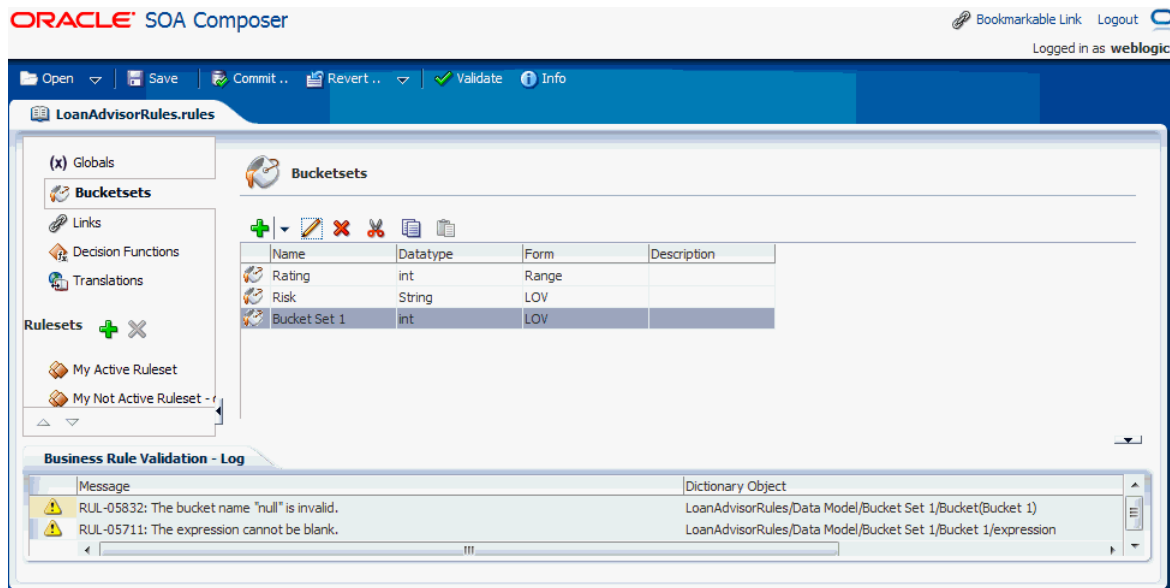 ORACLE SOA Composer
Bookmarkable Link Logout
Logged in as weblogic
Open Save Commit .. Revert .. Validate Info
LoanAdvisorRules.rules
(x) Globals
Bucketsets
Links
Decision Functions
Translations
Rulesets
My Active Ruleset
My Not Active Ruleset -
Bucketsets
Name Datatype Form Description
Rating int Range
Risk String LOV
Bucket Set 1 int LOV
Business Rule Validation - Log
Message Dictionary Object
RUL-05832: The bucket name "null" is invalid. LoanAdvisorRules/Data Model/Bucket Set 1/Bucket(Bucket 1)
RUL-05711: The expression cannot be blank. LoanAdvisorRules/Data Model/Bucket Set 1/Bucket 1/expression